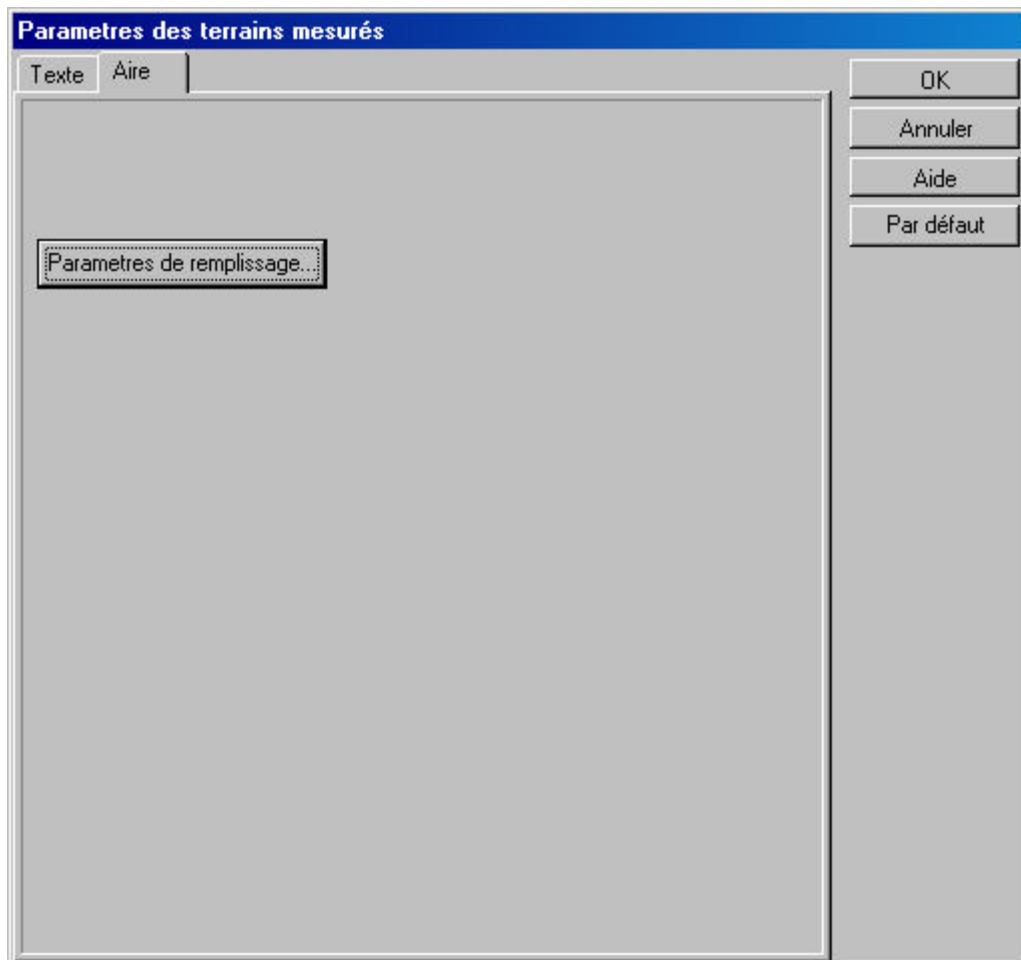 Parametres des terrains mesurés
Texte
Aire
OK
Annuler
Aide
Par défaut
Parametres de remplissage...